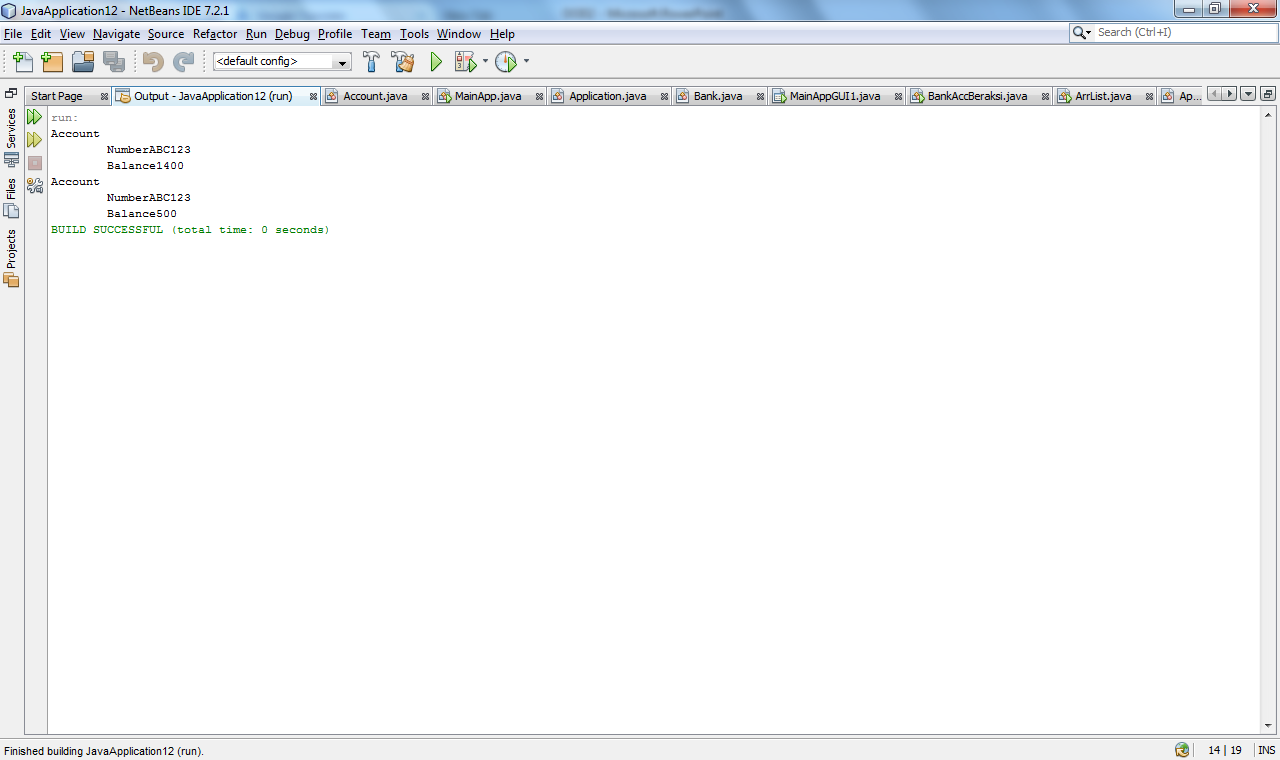 JavaApplication12 - NetBeans IDE 7.2.1
File Edit View Navigate Source Refactor Run Debug Profile Team Tools Window Help
Search (Ctrl+I)
<default config>
Start Page Output - JavaApplication12 (run) Account.java MainApp.java Application.java Bank.java MainAppGUI1.java BankAccBeraksi.java ArrList.java Ap...
Services
Files
Projects
run:
Account
NumberABC123
Balance1400
Account
NumberABC123
Balance500
BUILD SUCCESSFUL (total time: 0 seconds)
Finished building JavaApplication12 (run).
14 | 19 INS